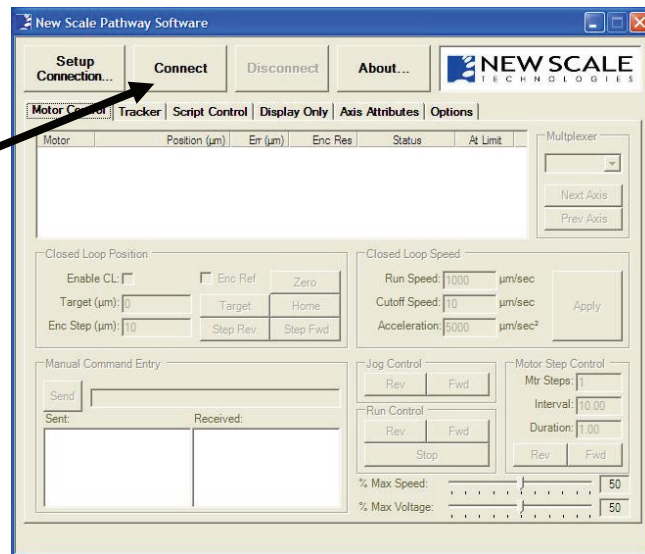 New Scale Pathway Software
Setup Connection... Connect Disconnect About... NEW SCALE TECHNOLOGIES
Motor Control Tracker Script Control Display Only Axis Attributes Options
Motor Position (µm) Err (µm) Enc Res Status At Limit
Multplexer
Next Axis
Prev Axis
Closed Loop Position
Enable CL: Enc Ref Zero
Target (µm): 0 Target Home
Enc Step (µm): 10 Step Rev Step Fwd
Closed Loop Speed
Run Speed: 1000 µm/sec
Cutoff Speed: 10 µm/sec
Acceleration: 5000 µm/sec²
Apply
Manual Command Entry
Send
Sent: Received:
Jog Control
Rev Fwd
Run Control
Rev Fwd
Stop
Motor Step Control
Mtr Steps: 1
Interval: 10.00
Duration: 1.00
Rev Fwd
% Max Speed: 50
% Max Voltage: 50